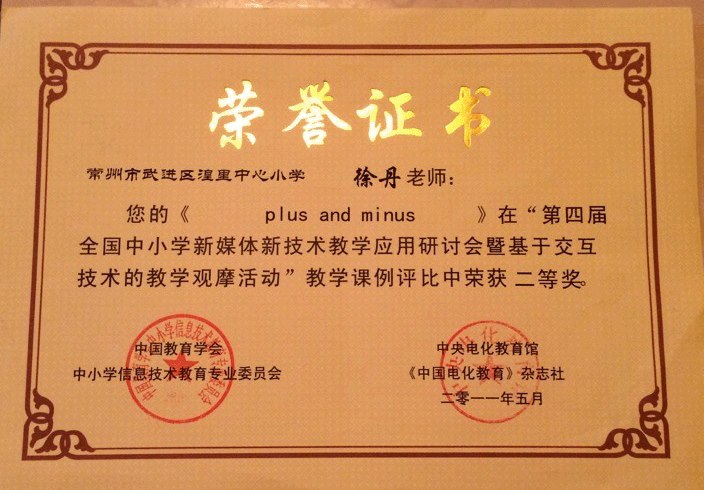 荣誉证书
常州市武进区湟里中心小学 徐丹 老师：
您的《 plus and minus 》在“第四届
全国中小学新媒体新技术教学应用研讨会暨基于交互
技术的教学观摩活动”教学课例评比中荣获 二等奖。
中国教育学会
中小学信息技术教育专业委员会
中央电化教育馆
《中国电化教育》杂志社
二零一一年五月